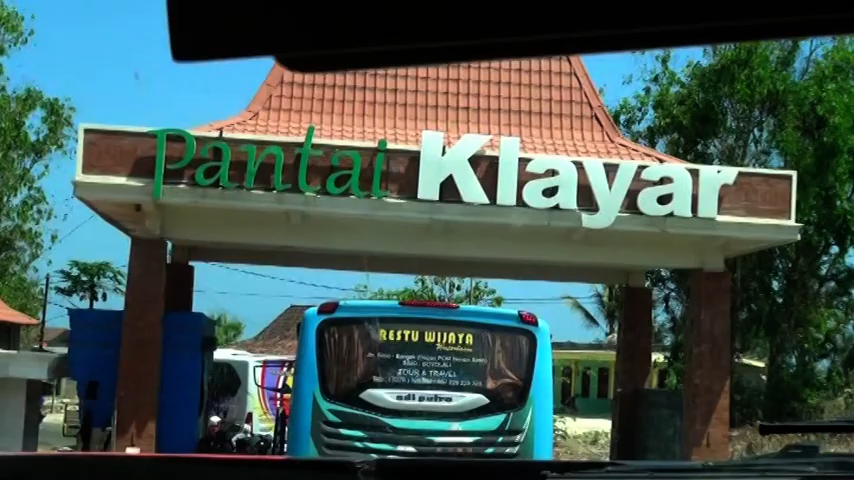 Pantai Klayar
RESTU WIJAYA
TOUR & TRAVEL
adi putro